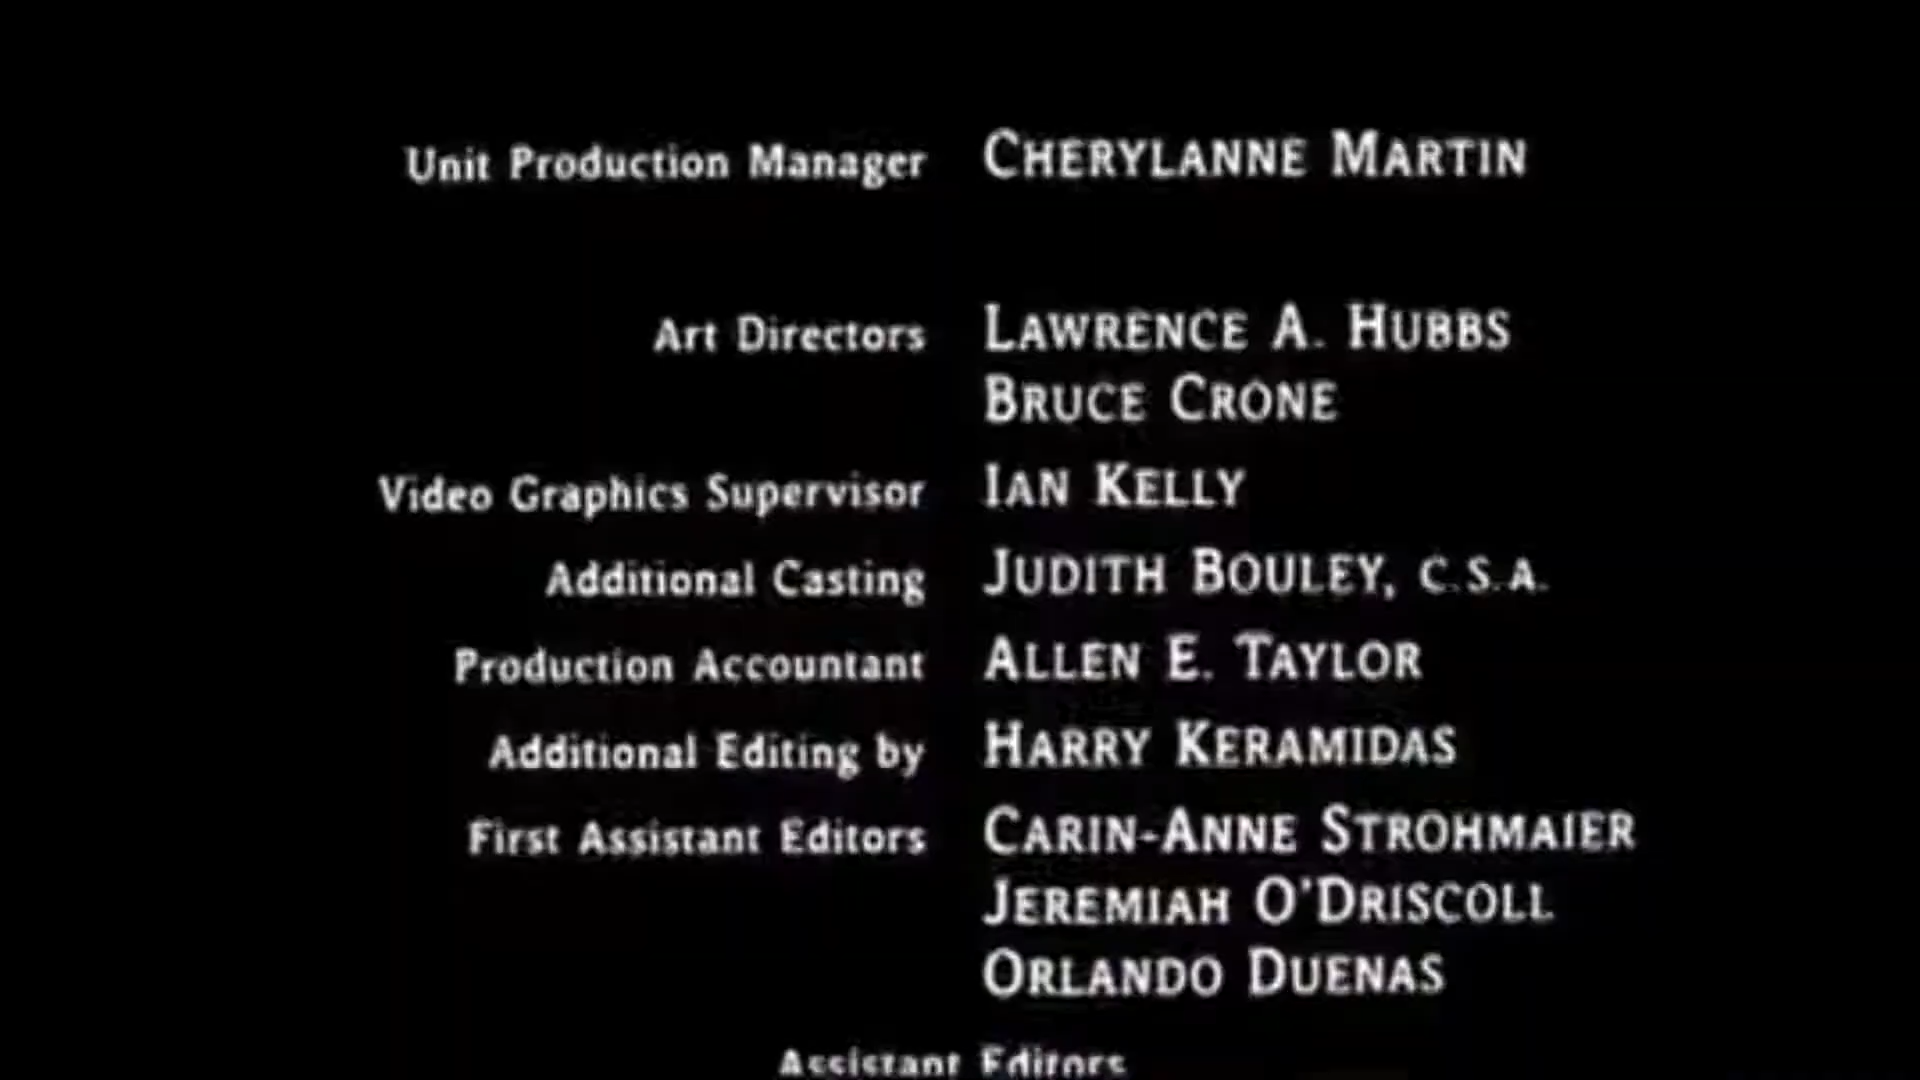 Unit Production Manager CHERYLANNE MARTIN
Art Directors LAWRENCE A. HUBBS
BRUCE CRONE
Video Graphics Supervisor IAN KELLY
Additional Casting JUDITH BOULEY, C.S.A.
Production Accountant ALLEN E. TAYLOR
Additional Editing by HARRY KERAMIDAS
First Assistant Editors CARIN-ANNE STROHMAIER
JEREMIAH O'DRISCOLL
ORLANDO DUENAS
Assistant Editors